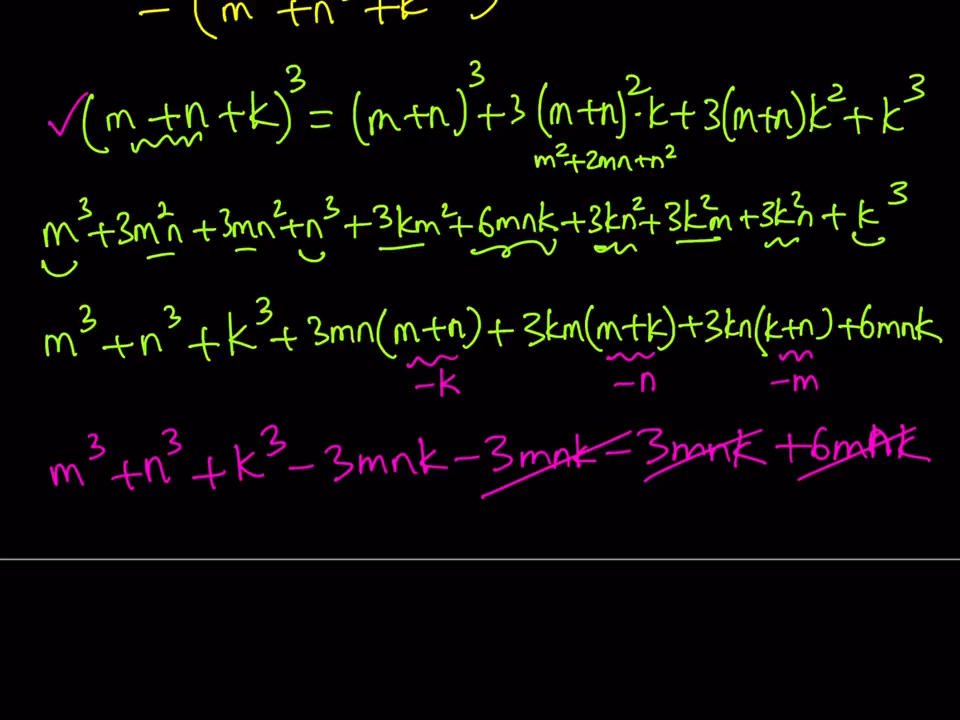 - (m + n + k )
✓(m + n + k)³ = (m+n)³ + 3(m+n)²·k + 3(m+n)k² + k³
m²+2mn+n²
m³ + 3m²n + 3mn² + n³ + 3km² + 6mnk + 3kn² + 3k²m + 3k²n + k³
m³ + n³ + k³ + 3mn(m+n) + 3km(m+k) + 3kn(k+n) + 6mnk
-k -n -m
m³ + n³ + k³ - 3mnk - 3mnk - 3mnk + 6mnk